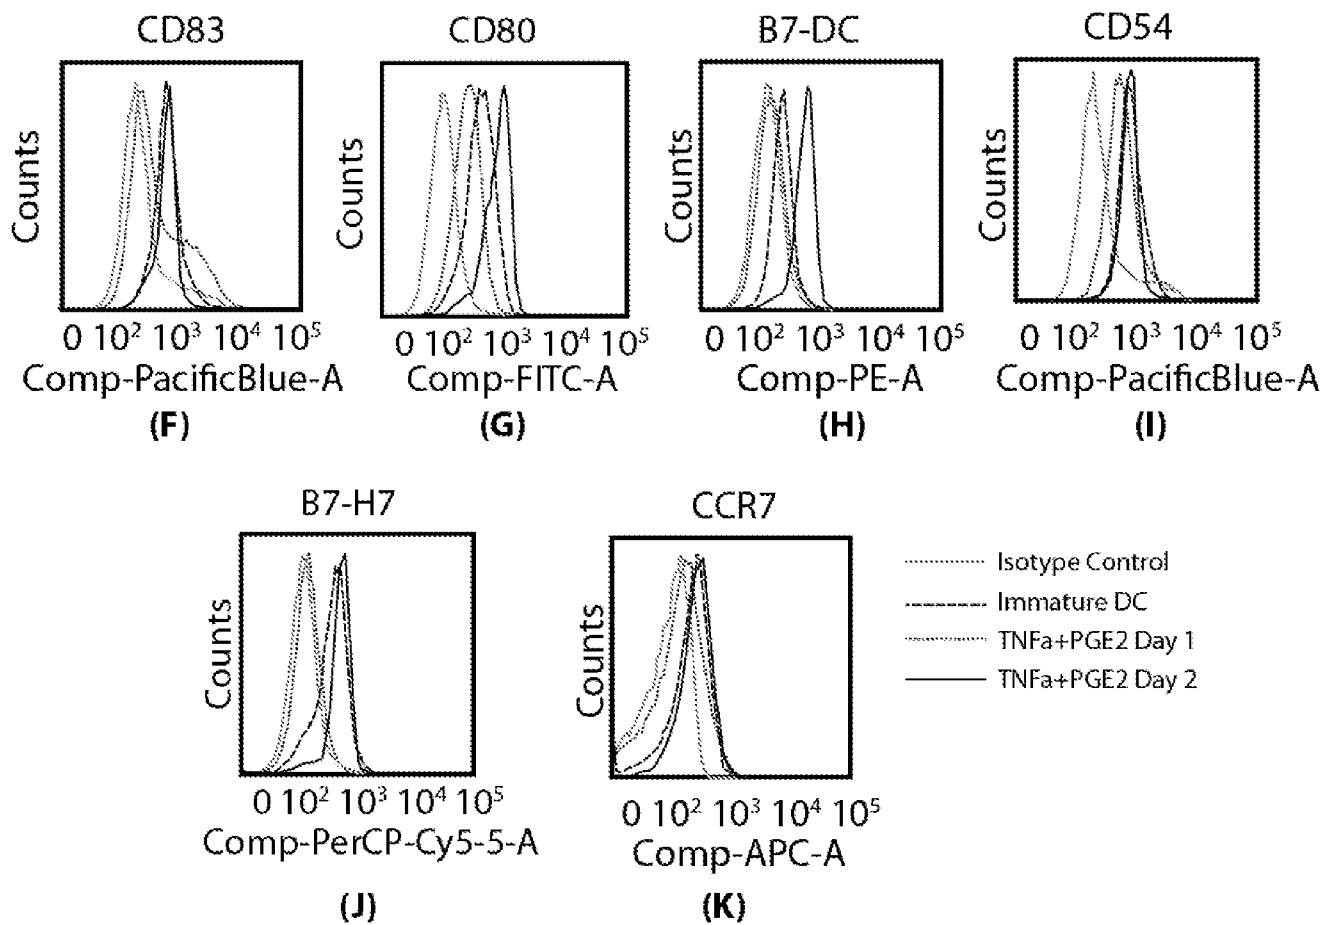 CD83 CD80 B7-DC CD54
Counts Counts Counts Counts
0 10² 10³ 10⁴ 10⁵ 0 10² 10³ 10⁴ 10⁵ 0 10² 10³ 10⁴ 10⁵ 0 10² 10³ 10⁴ 10⁵
Comp-PacificBlue-A Comp-FITC-A Comp-PE-A Comp-PacificBlue-A
(F) (G) (H) (I)
B7-H7 CCR7
Counts Counts
Isotype Control
Immature DC
TNFa+PGE2 Day 1
TNFa+PGE2 Day 2
0 10² 10³ 10⁴ 10⁵ 0 10² 10³ 10⁴ 10⁵
Comp-PerCP-Cy5-5-A Comp-APC-A
(J) (K)